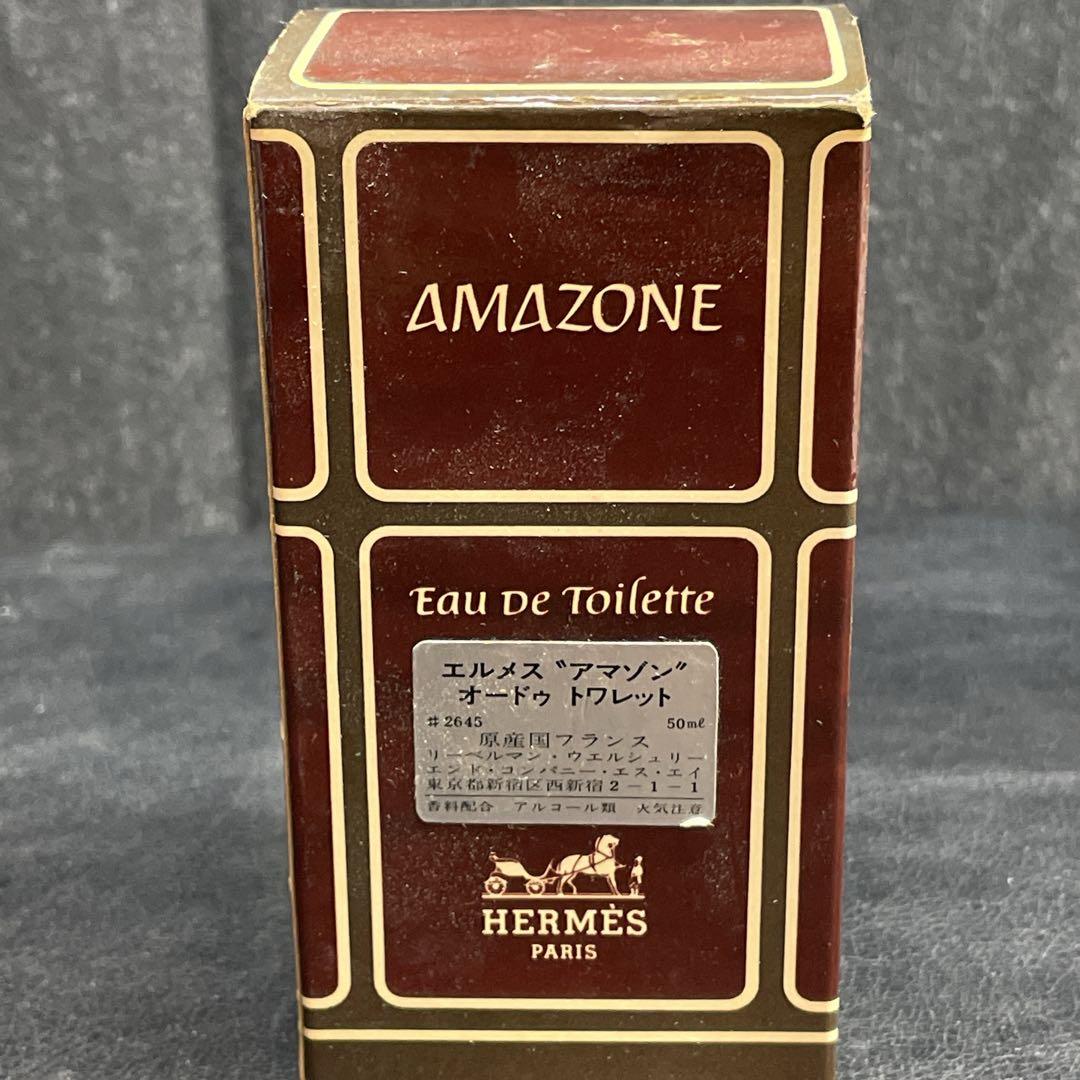 AMAZONE
Eau De Toilette
エルメス〝アマゾン〞
オードゥ トワレット
♯2645 50mℓ
原産国フランス
リーベルマン・ウエルシュリー
エンド・コンパニー・エス・エイ
東京都新宿区西新宿2-1-1
香料配合 アルコール類 火気注意
HERMÈS
PARIS